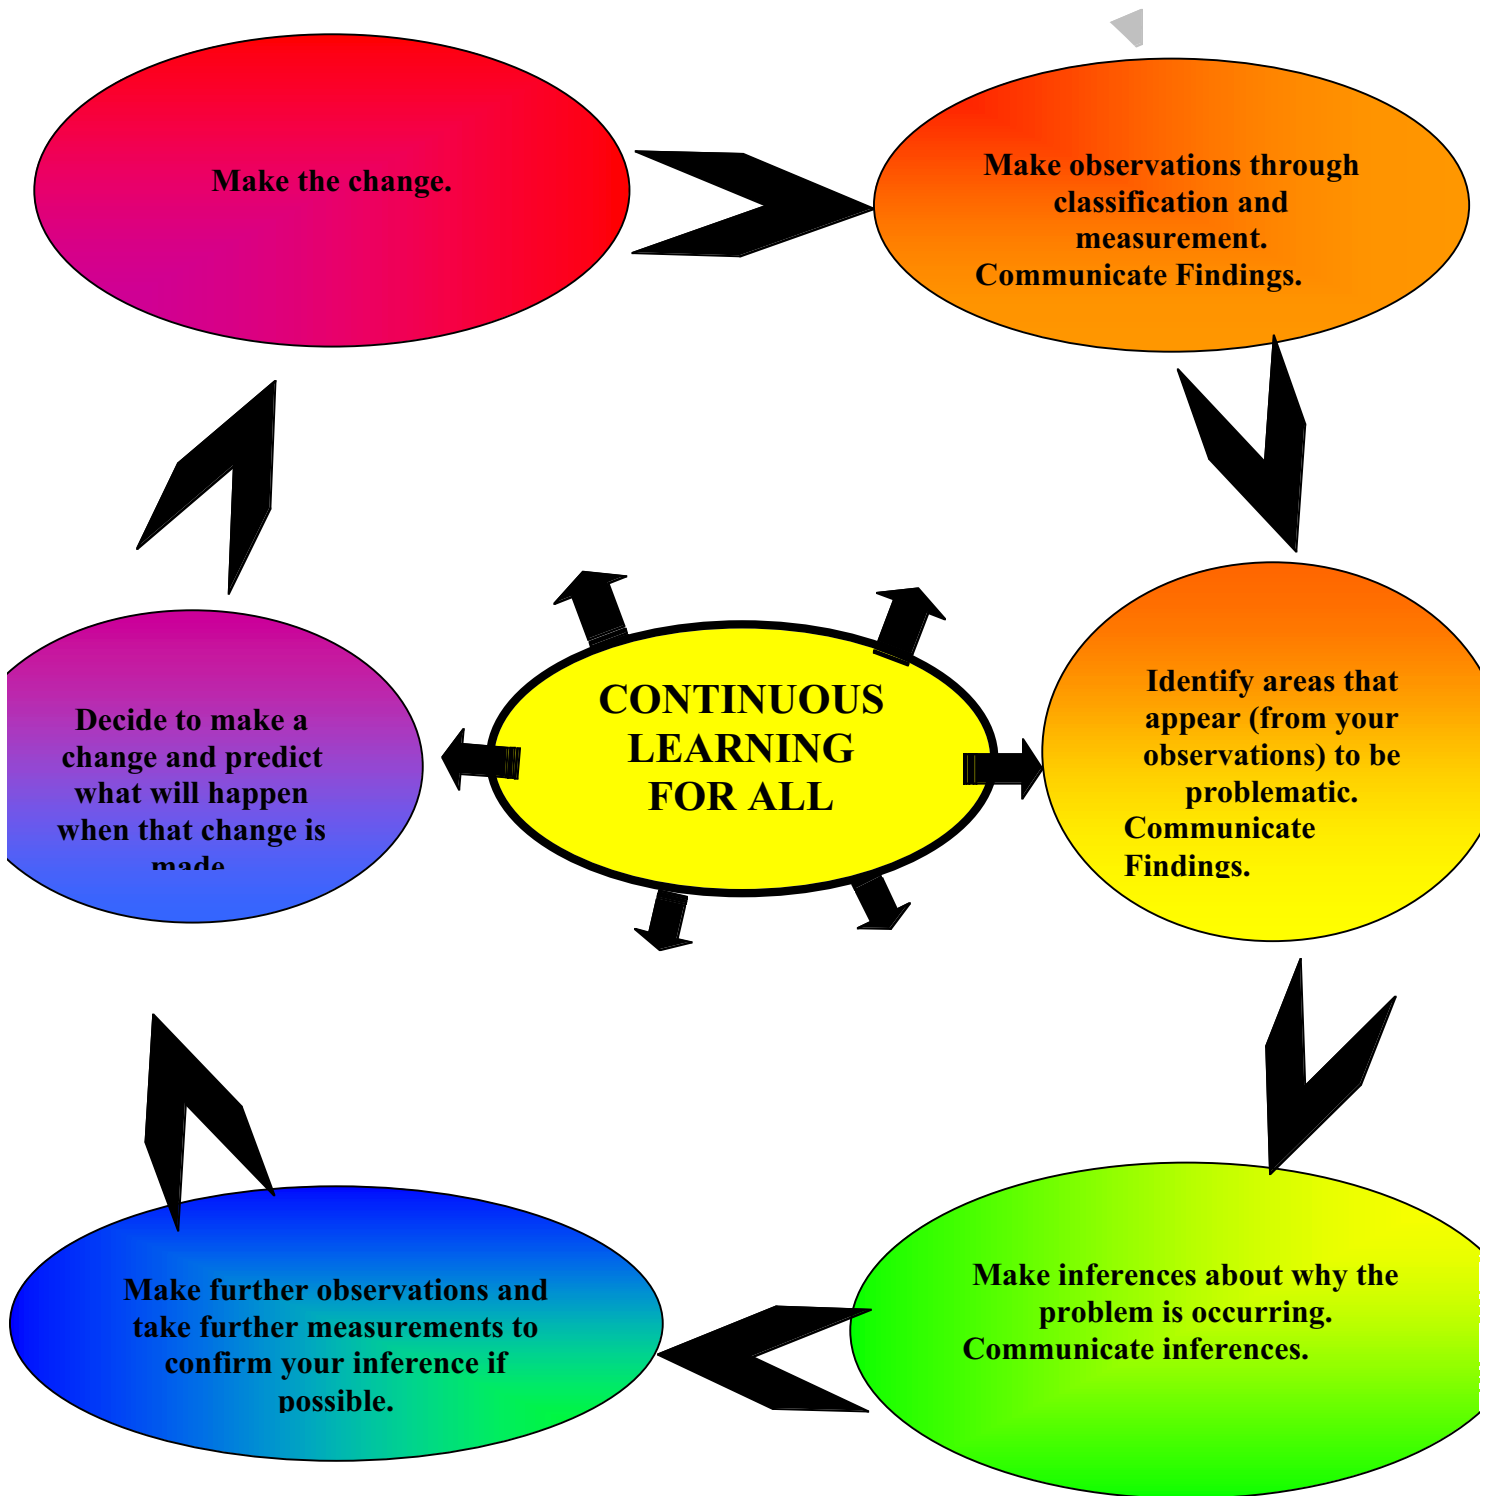 Make the change.
Make observations through
classification and
measurement.
Communicate Findings.
Identify areas that
appear (from your
observations) to be
problematic.
Communicate
Findings.
Make inferences about why the
problem is occurring.
Communicate inferences.
Make further observations and
take further measurements to
confirm your inference if
possible.
Decide to make a
change and predict
what will happen
when that change is
made
CONTINUOUS
LEARNING
FOR ALL